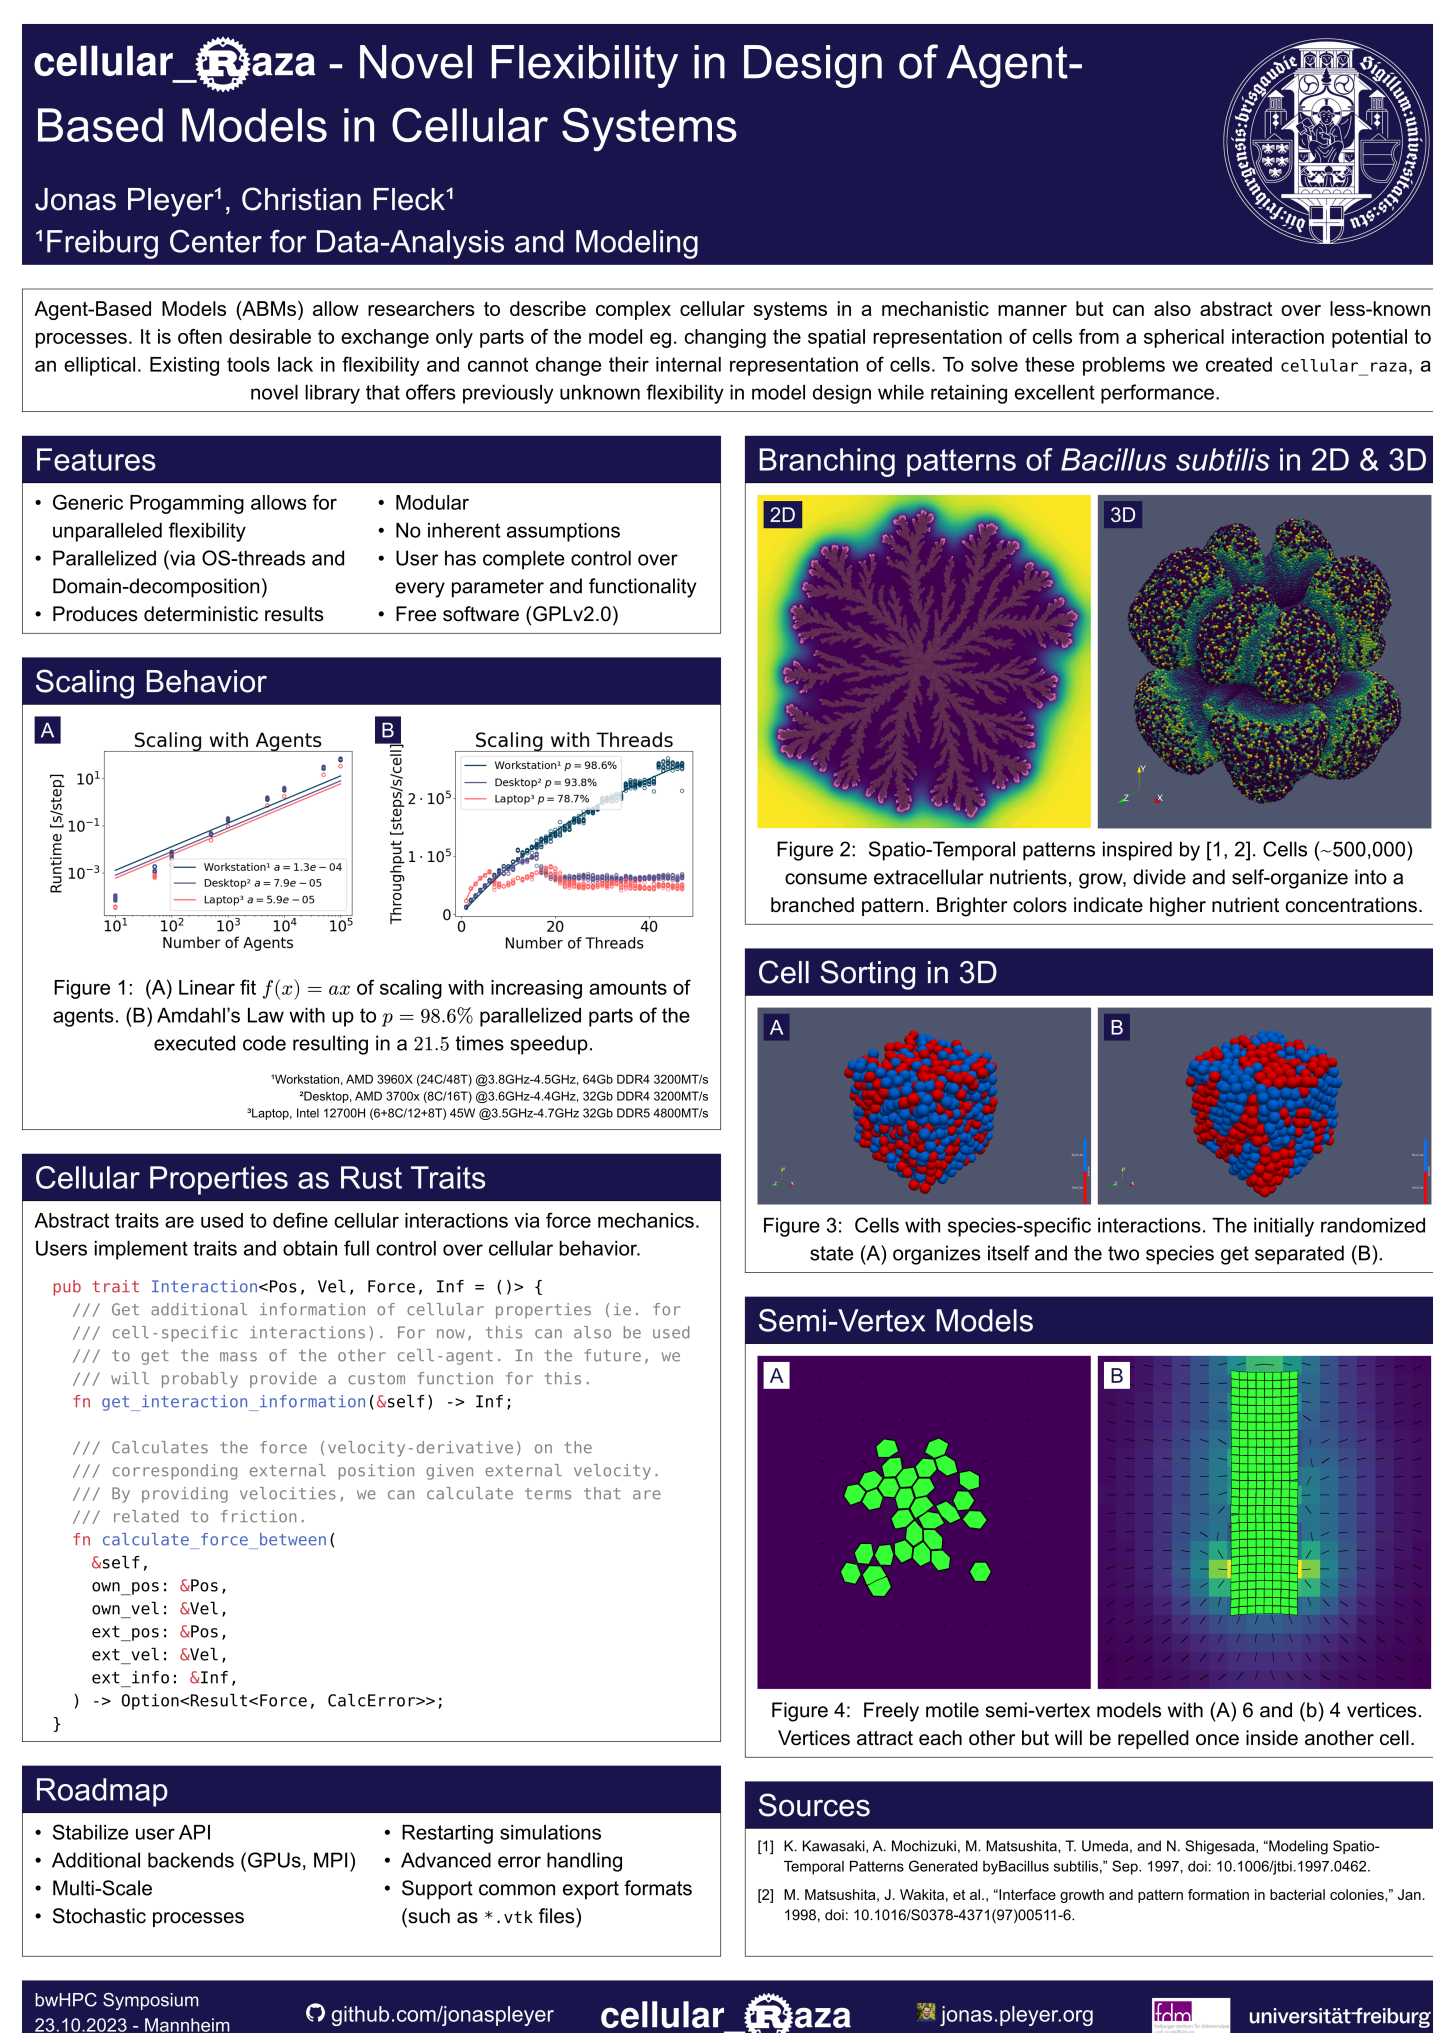 cellular_Raza - Novel Flexibility in Design of Agent-
Based Models in Cellular Systems
Jonas Pleyer¹, Christian Fleck¹
¹Freiburg Center for Data-Analysis and Modeling
Agent-Based Models (ABMs) allow researchers to describe complex cellular systems in a mechanistic manner but can also abstract over less-known
processes. It is often desirable to exchange only parts of the model eg. changing the spatial representation of cells from a spherical interaction potential to
an elliptical. Existing tools lack in flexibility and cannot change their internal representation of cells. To solve these problems we created cellular_raza, a
novel library that offers previously unknown flexibility in model design while retaining excellent performance.
Features
• Generic Progamming allows for
unparalleled flexibility
• Parallelized (via OS-threads and
Domain-decomposition)
• Produces deterministic results
• Modular
• No inherent assumptions
• User has complete control over
every parameter and functionality
• Free software (GPLv2.0)
Scaling Behavior
A
Scaling with Agents
Runtime [s/step]
10¹
10⁻¹
10⁻³
Workstation¹ a = 1.3e − 04
Desktop² a = 7.9e − 05
Laptop³ a = 5.9e − 05
10¹ 10² 10³ 10⁴ 10⁵
Number of Agents
B
Scaling with Threads
Throughput [steps/s/cell]
2 · 10⁵
1 · 10⁵
0
Workstation¹ p = 98.6%
Desktop² p = 93.8%
Laptop³ p = 78.7%
0 20 40
Number of Threads
Figure 1: (A) Linear fit f(x) = ax of scaling with increasing amounts of
agents. (B) Amdahl's Law with up to p = 98.6% parallelized parts of the
executed code resulting in a 21.5 times speedup.
¹Workstation, AMD 3960X (24C/48T) @3.8GHz-4.5GHz, 64Gb DDR4 3200MT/s
²Desktop, AMD 3700x (8C/16T) @3.6GHz-4.4GHz, 32Gb DDR4 3200MT/s
³Laptop, Intel 12700H (6+8C/12+8T) 45W @3.5GHz-4.7GHz 32Gb DDR5 4800MT/s
Cellular Properties as Rust Traits
Abstract traits are used to define cellular interactions via force mechanics.
Users implement traits and obtain full control over cellular behavior.
pub trait Interaction<Pos, Vel, Force, Inf = ()> {
/// Get additional information of cellular properties (ie. for
/// cell-specific interactions). For now, this can also be used
/// to get the mass of the other cell-agent. In the future, we
/// will probably provide a custom function for this.
fn get_interaction_information(&self) -> Inf;
/// Calculates the force (velocity-derivative) on the
/// corresponding external position given external velocity.
/// By providing velocities, we can calculate terms that are
/// related to friction.
fn calculate_force_between(
&self,
own_pos: &Pos,
own_vel: &Vel,
ext_pos: &Pos,
ext_vel: &Vel,
ext_info: &Inf,
) -> Option<Result<Force, CalcError>>;
}
Roadmap
• Stabilize user API
• Additional backends (GPUs, MPI)
• Multi-Scale
• Stochastic processes
• Restarting simulations
• Advanced error handling
• Support common export formats
(such as *.vtk files)
Branching patterns of Bacillus subtilis in 2D & 3D
2D
3D
Y
Z
X
Figure 2: Spatio-Temporal patterns inspired by [1, 2]. Cells (~500,000)
consume extracellular nutrients, grow, divide and self-organize into a
branched pattern. Brighter colors indicate higher nutrient concentrations.
Cell Sorting in 3D
A
B
Figure 3: Cells with species-specific interactions. The initially randomized
state (A) organizes itself and the two species get separated (B).
Semi-Vertex Models
A
B
Figure 4: Freely motile semi-vertex models with (A) 6 and (b) 4 vertices.
Vertices attract each other but will be repelled once inside another cell.
Sources
[1] K. Kawasaki, A. Mochizuki, M. Matsushita, T. Umeda, and N. Shigesada, “Modeling Spatio-
Temporal Patterns Generated byBacillus subtilis,” Sep. 1997, doi: 10.1006/jtbi.1997.0462.
[2] M. Matsushita, J. Wakita, et al., “Interface growth and pattern formation in bacterial colonies,” Jan.
1998, doi: 10.1016/S0378-4371(97)00511-6.
bwHPC Symposium
23.10.2023 - Mannheim
github.com/jonaspleyer
cellular_Raza
jonas.pleyer.org
fdm
universität freiburg